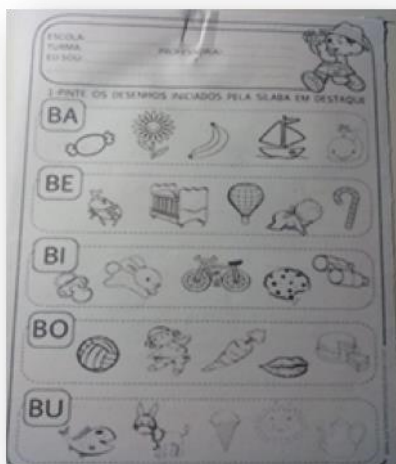 ESCOLA:
TURMA: PROFESSORA:
EU SOU:
1-PINTE OS DESENHOS INICIADOS PELA SÍLABA EM DESTAQUE
BA
BE
BI
BO
BU